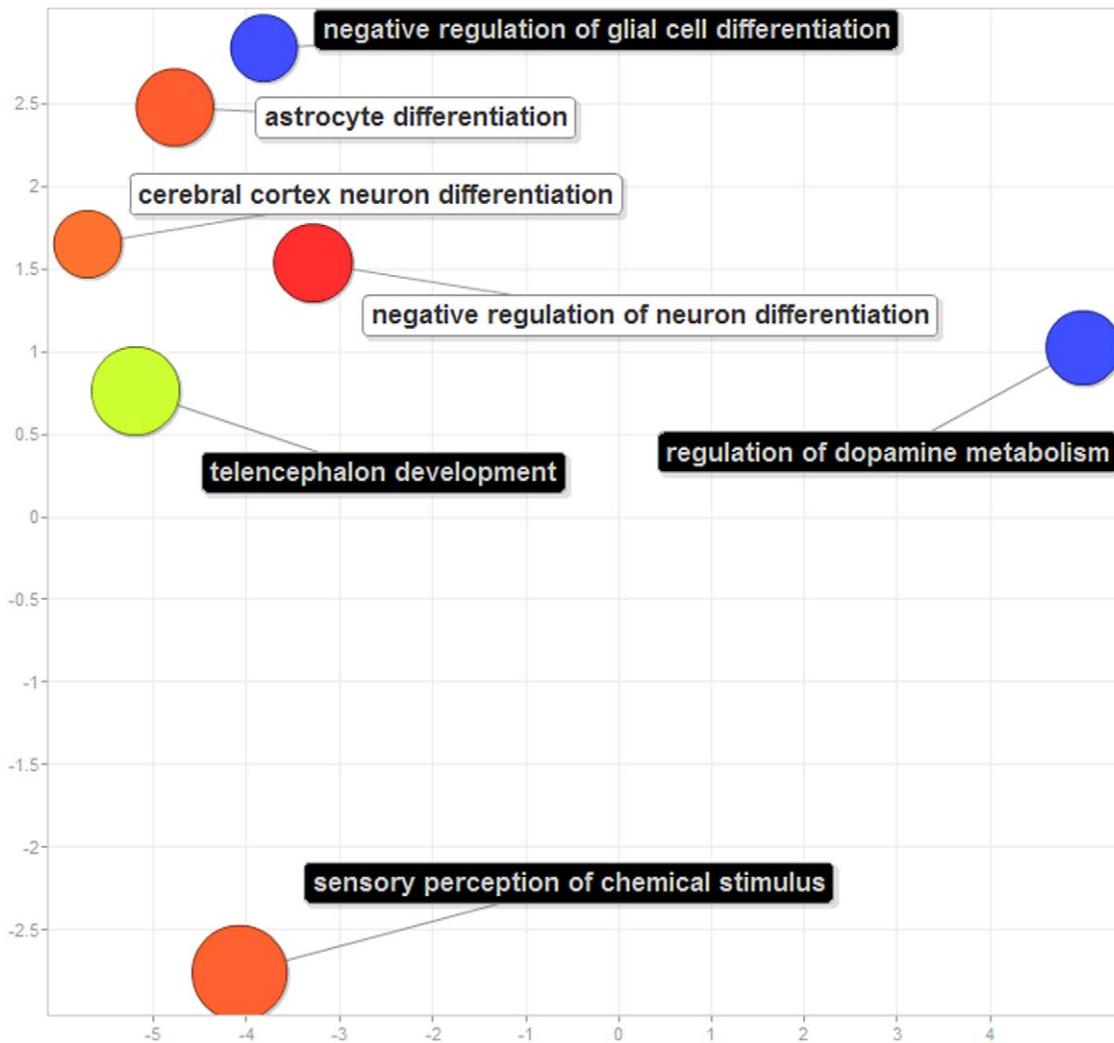 negative regulation of glial cell differentiation
2.5
astrocyte differentiation
2
cerebral cortex neuron differentiation
1.5
negative regulation of neuron differentiation
1
0.5
regulation of dopamine metabolism
telencephalon development
0
-0.5
-1
-1.5
-2
sensory perception of chemical stimulus
-2.5
-5 -4 -3 -2 -1 0 1 2 3 4